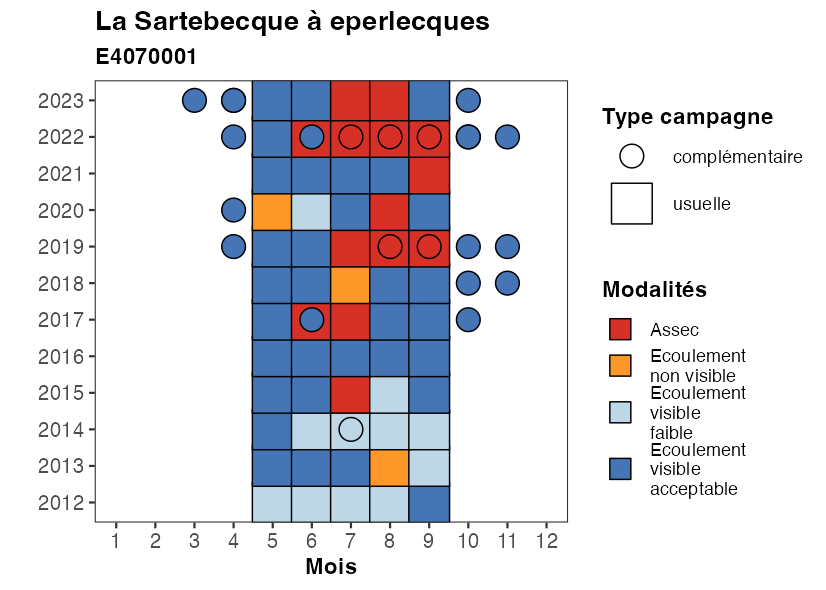 La Sartebecque à eperlecques
E4070001
2023
2022
2021
2020
2019
2018
2017
2016
2015
2014
2013
2012
1 2 3 4 5 6 7 8 9 10 11 12
Mois
Type campagne
complémentaire
usuelle
Modalités
Assec
Ecoulement
non visible
Ecoulement
visible
faible
Ecoulement
visible
acceptable